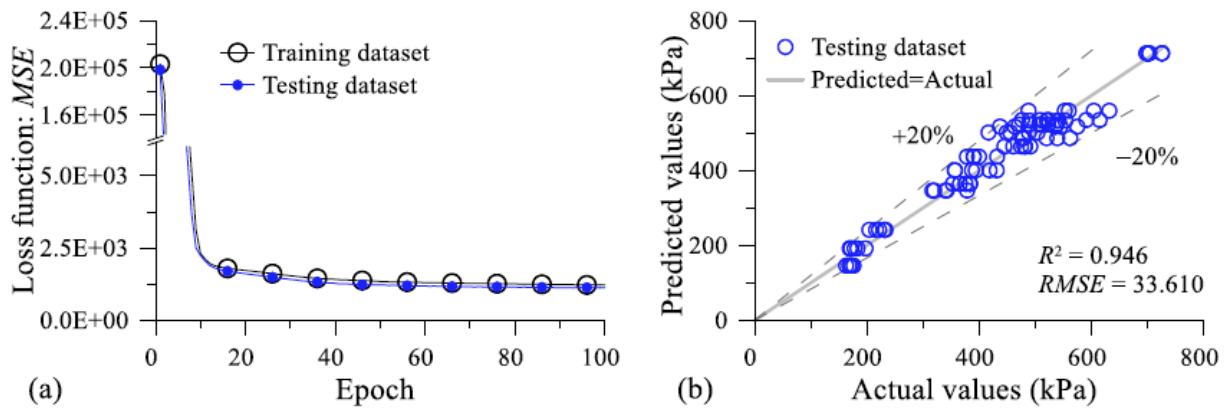 2.4E+05
2.0E+05
1.6E+05
5.0E+03
2.5E+03
0.0E+00
Loss function: MSE
Training dataset
Testing dataset
0 20 40 60 80 100
(a) Epoch
800
600
400
200
0
Predicted values (kPa)
Testing dataset
Predicted=Actual
+20%
−20%
R² = 0.946
RMSE = 33.610
0 200 400 600 800
(b) Actual values (kPa)